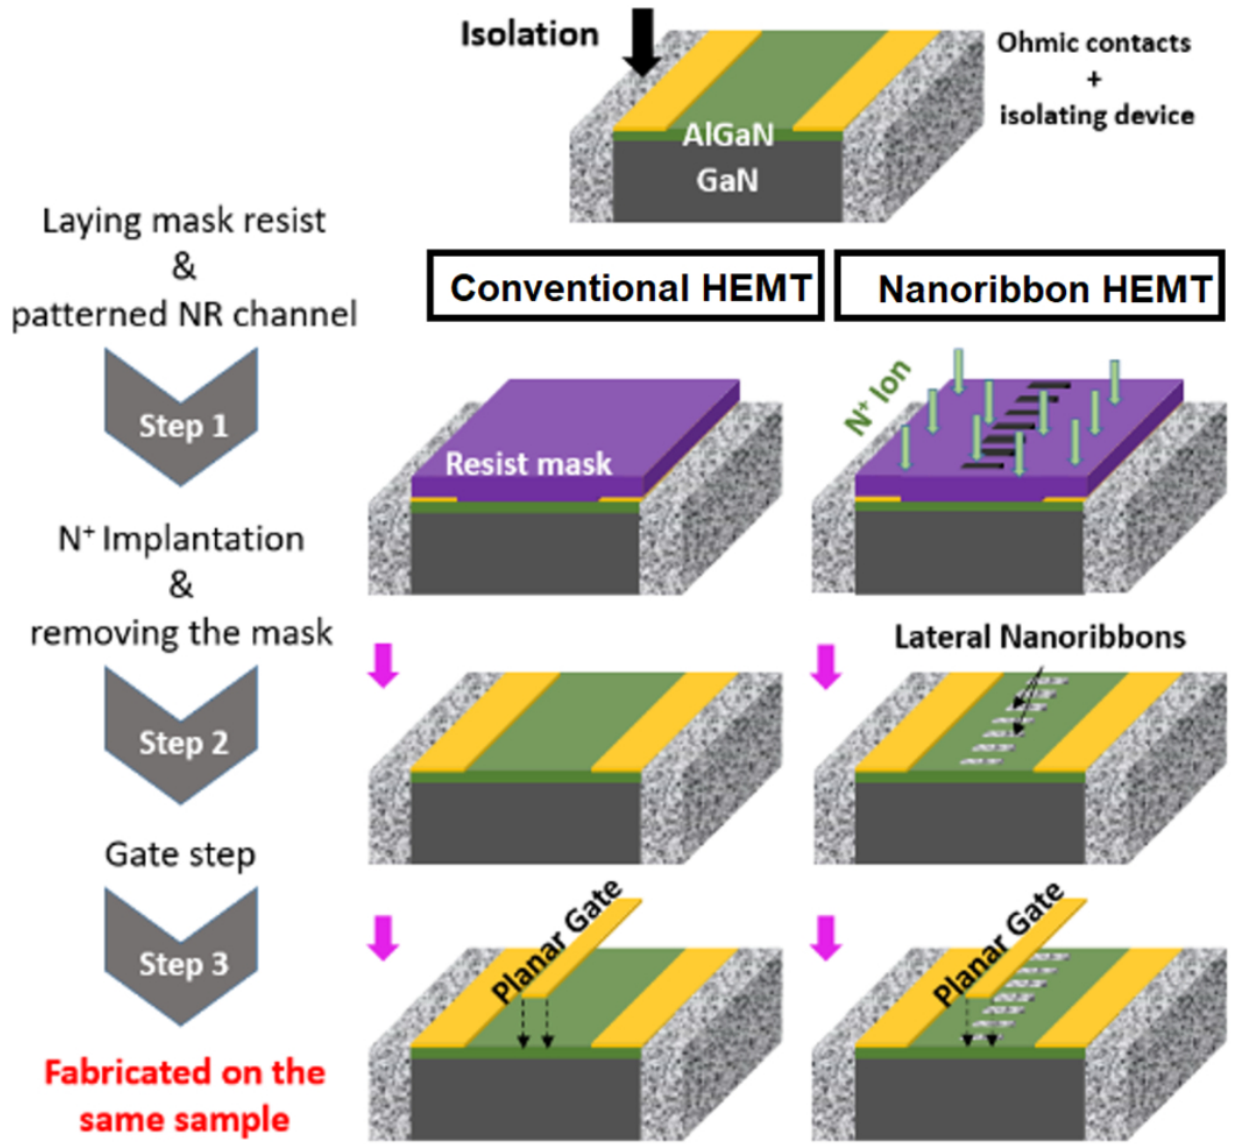 Isolation
Ohmic contacts
+
isolating device
AlGaN
GaN
Laying mask resist
&
patterned NR channel
Conventional HEMT
Nanoribbon HEMT
Step 1
Resist mask
N⁺ Ion
N⁺ Implantation
&
removing the mask
Lateral Nanoribbons
Step 2
Gate step
Planar Gate
Planar Gate
Step 3
Fabricated on the
same sample